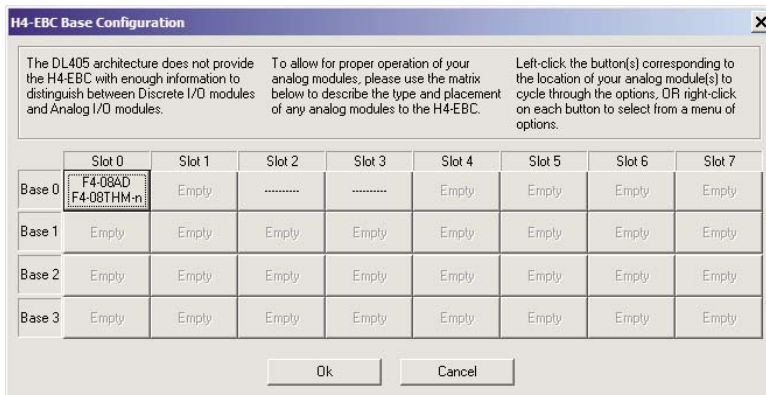 H4-EBC Base Configuration
The DL405 architecture does not provide
the H4-EBC with enough information to
distinguish between Discrete I/O modules
and Analog I/O modules.
To allow for proper operation of your
analog modules, please use the matrix
below to describe the type and placement
of any analog modules to the H4-EBC.
Left-click the button(s) corresponding to
the location of your analog module(s) to
cycle through the options, OR right-click
on each button to select from a menu of
options.
Slot 0 Slot 1 Slot 2 Slot 3 Slot 4 Slot 5 Slot 6 Slot 7
Base 0 F4-08AD Empty ---------- ---------- Empty Empty Empty Empty
F4-08THM-n
Base 1 Empty Empty Empty Empty Empty Empty Empty Empty
Base 2 Empty Empty Empty Empty Empty Empty Empty Empty
Base 3 Empty Empty Empty Empty Empty Empty Empty Empty
Ok Cancel